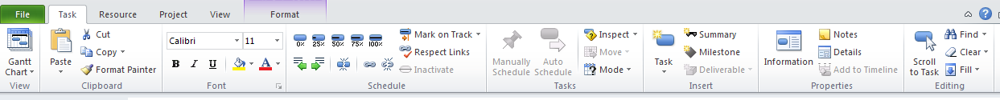 File Task Resource Project View Format
Gantt Chart
View
Paste
Cut
Copy
Format Painter
Clipboard
Calibri 11
B I U A
Font
0% 25% 50% 75% 100%
Mark on Track
Respect Links
Inactivate
Schedule
Manually Schedule
Auto Schedule
Inspect
Move
Mode
Tasks
Task
Summary
Milestone
Deliverable
Insert
Information
Notes
Details
Add to Timeline
Properties
Scroll to Task
Find
Clear
Fill
Editing